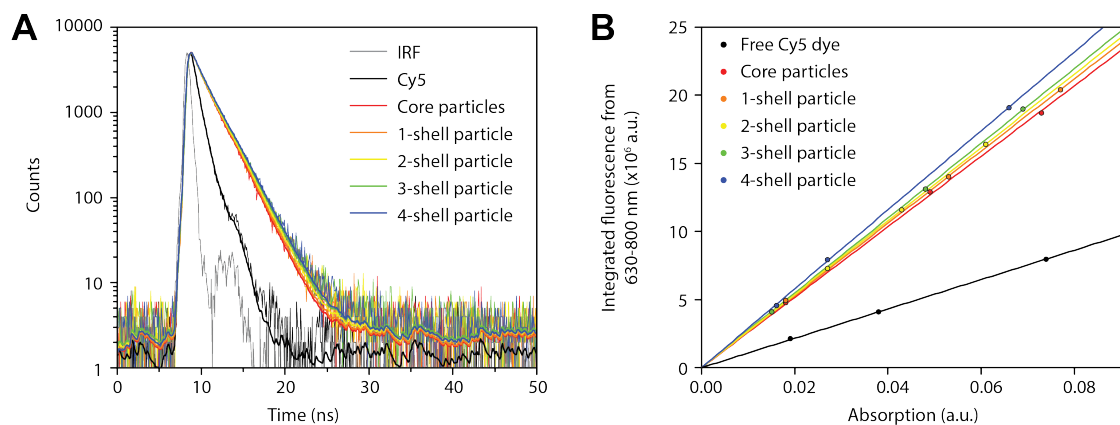 A
10000
1000
100
10
1
Counts
0
10
20
30
40
50
Time (ns)
IRF
Cy5
Core particles
1-shell particle
2-shell particle
3-shell particle
4-shell particle
B
25
20
15
10
5
0
Integrated fluorescence from
630-800 nm (x10⁶ a.u.)
0.00
0.02
0.04
0.06
0.08
Absorption (a.u.)
Free Cy5 dye
Core particles
1-shell particle
2-shell particle
3-shell particle
4-shell particle